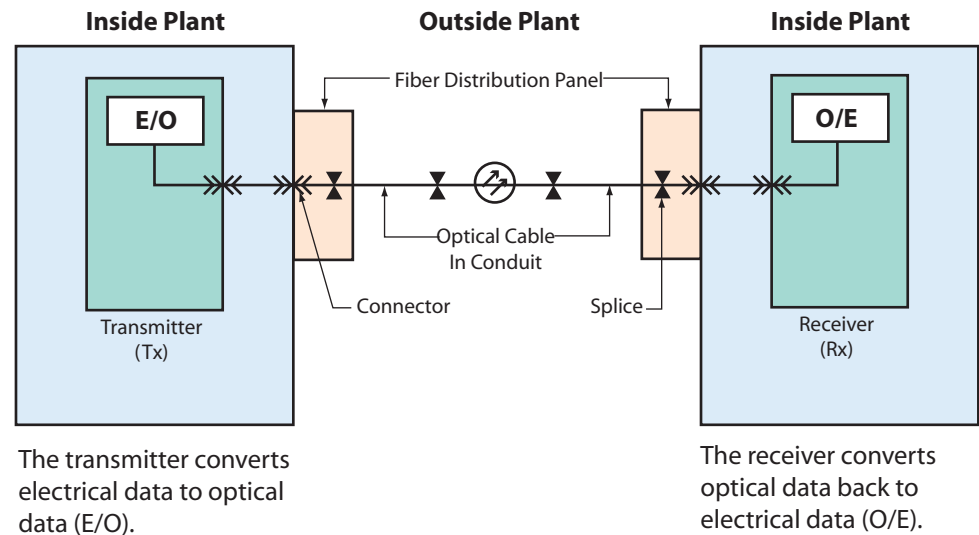 Inside Plant
Outside Plant
Inside Plant
Fiber Distribution Panel
E/O
O/E
Optical Cable
In Conduit
Connector
Splice
Transmitter
(Tx)
Receiver
(Rx)
The transmitter converts
electrical data to optical
data (E/O).
The receiver converts
optical data back to
electrical data (O/E).